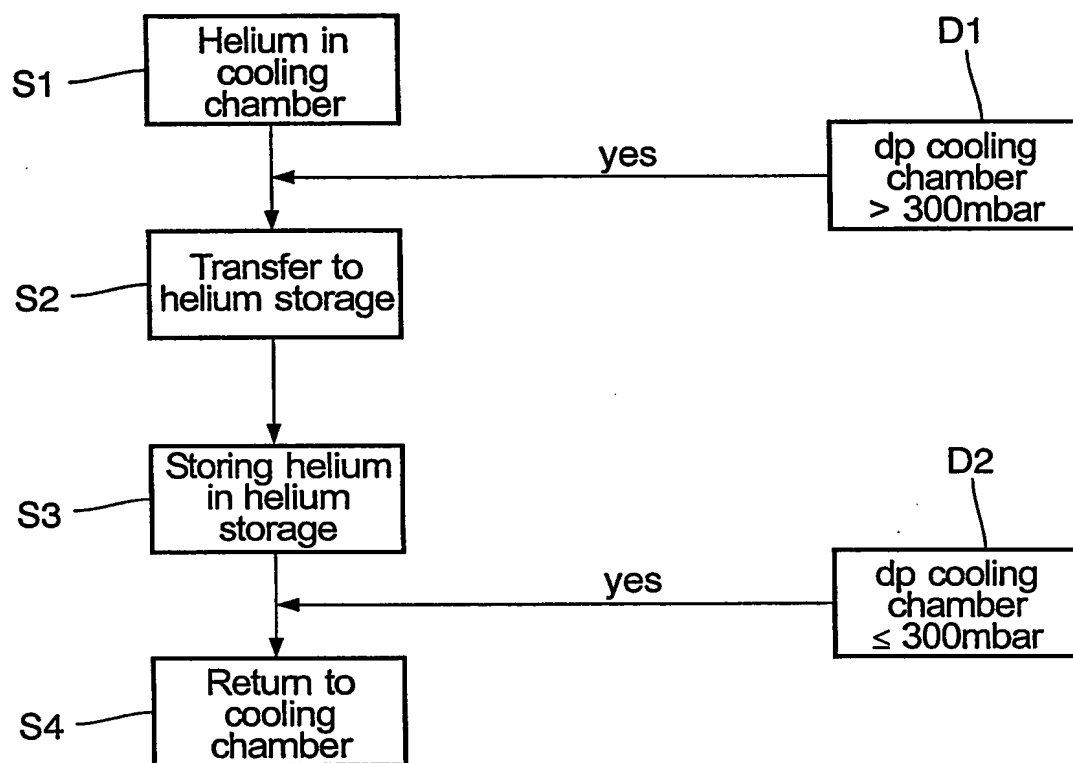 Helium in
cooling
chamber
S1
D1
yes
dp cooling
chamber
> 300mbar
Transfer to
helium storage
S2
Storing helium
in helium
storage
S3
D2
yes
dp cooling
chamber
≤ 300mbar
Return to
cooling
chamber
S4